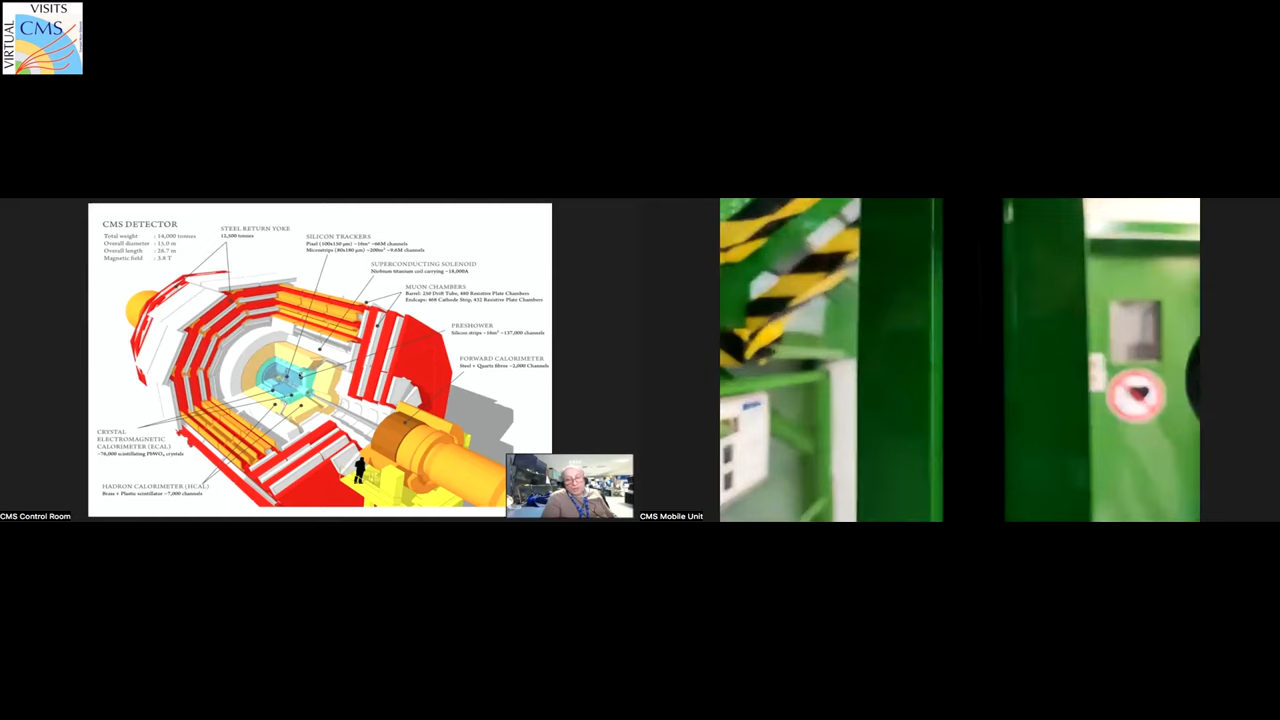 VISITS
CMS
VIRTUAL
CMS DETECTOR
Total weight : 14,000 tonnes
Overall diameter : 15.0 m
Overall length : 28.7 m
Magnetic field : 3.8 T
STEEL RETURN YOKE
12,500 tonnes
SILICON TRACKERS
Pixel (100x150 μm) ~16m² ~66M channels
Microstrips (80x180 μm) ~200m² ~9.6M channels
SUPERCONDUCTING SOLENOID
Niobium titanium coil carrying ~18,000A
MUON CHAMBERS
Barrel: 250 Drift Tube, 480 Resistive Plate Chambers
Endcaps: 468 Cathode Strip, 432 Resistive Plate Chambers
PRESHOWER
Silicon strips ~16m² ~137,000 channels
FORWARD CALORIMETER
Steel + Quartz fibres ~2,000 Channels
CRYSTAL
ELECTROMAGNETIC
CALORIMETER (ECAL)
~76,000 scintillating PbWO₄ crystals
HADRON CALORIMETER (HCAL)
Brass + Plastic scintillator ~7,000 channels
CMS Control Room
CMS Mobile Unit